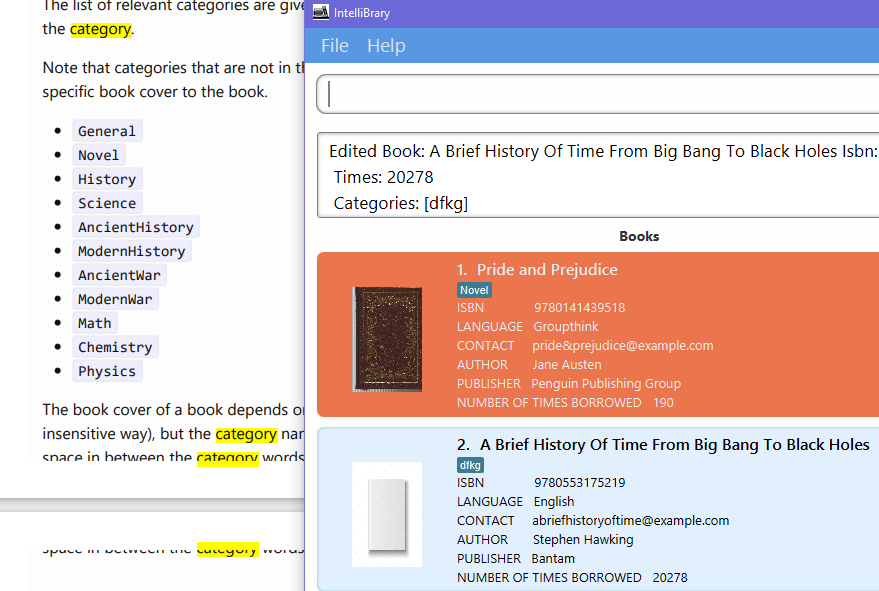 The list of relevant categories are give
the category.
Note that categories that are not in th
specific book cover to the book.
General
Novel
History
Science
AncientHistory
ModernHistory
AncientWar
ModernWar
Math
Chemistry
Physics
The book cover of a book depends on
insensitive way), but the category nam
space in between the category words
space in between the category words
IntelliBrary
File Help
Edited Book: A Brief History Of Time From Big Bang To Black Holes Isbn:
Times: 20278
Categories: [dfkg]
Books
1. Pride and Prejudice
Novel
ISBN 9780141439518
LANGUAGE Groupthink
CONTACT pride&prejudice@example.com
AUTHOR Jane Austen
PUBLISHER Penguin Publishing Group
NUMBER OF TIMES BORROWED 190
2. A Brief History Of Time From Big Bang To Black Holes
dfkg
ISBN 9780553175219
LANGUAGE English
CONTACT abriefhistoryoftime@example.com
AUTHOR Stephen Hawking
PUBLISHER Bantam
NUMBER OF TIMES BORROWED 20278